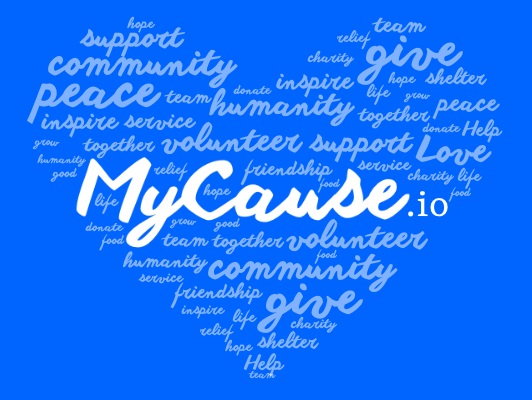 hope
support
team
relief
give
community
charity
hope shelter
inspire
peace
team
donate
life
grow
humanity
together
peace
inspire service
donate Help
grow
together
volunteer support
Love
humanity
good
relief
friendship
service
food
charity life
food
life
hope
MyCause.io
donate
grow
good
food
team together
volunteer
food
humanity
community
service
friendship
give
inspire
life
charity
relief
hope
shelter
Help
team